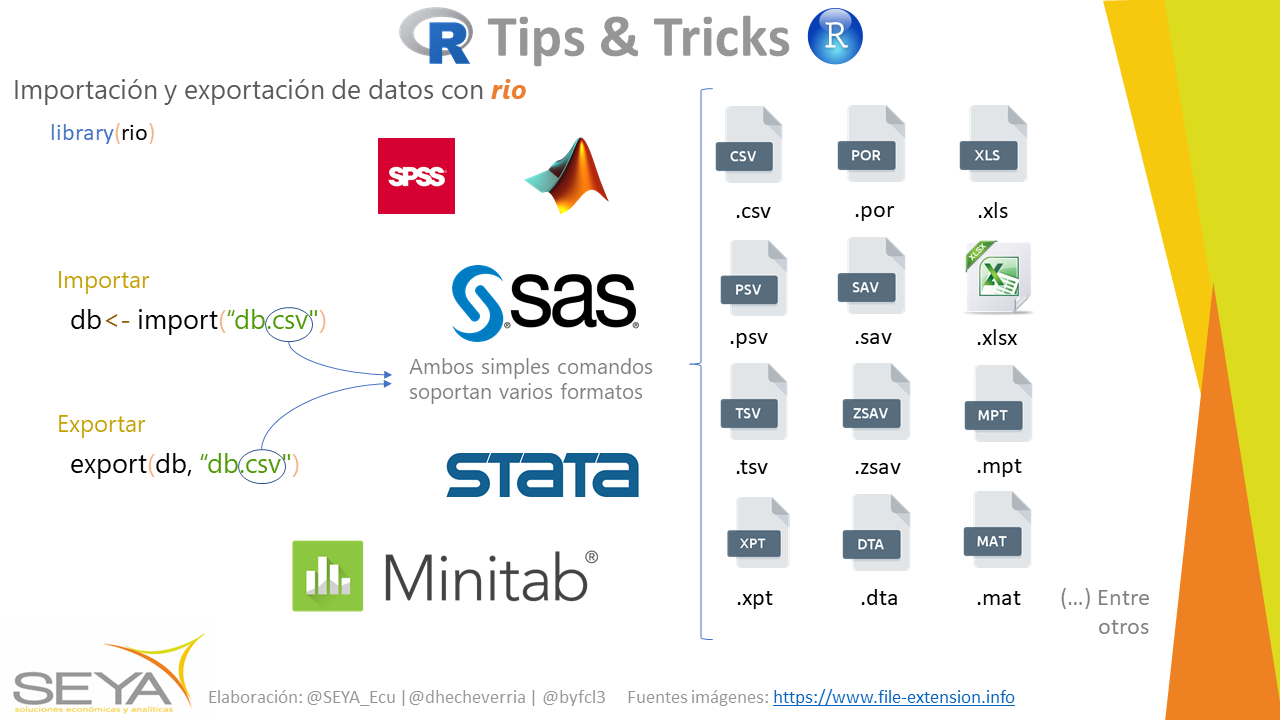 R Tips & Tricks R
Importación y exportación de datos con rio
library(rio)
SPSS
Importar
db<- import(“db.csv")
sas
Ambos simples comandos
soportan varios formatos
Exportar
export(db, “db.csv")
STATA
Minitab®
CSV POR XLS
.csv .por .xls
PSV SAV XLSX
.psv .sav .xlsx
TSV ZSAV MPT
.tsv .zsav .mpt
XPT DTA MAT
.xpt .dta .mat
(...) Entre
otros
SEYA
soluciones económicas y analíticas
Elaboración: @SEYA_Ecu |@dhecheverria | @byfcl3 Fuentes imágenes: https://www.file-extension.info